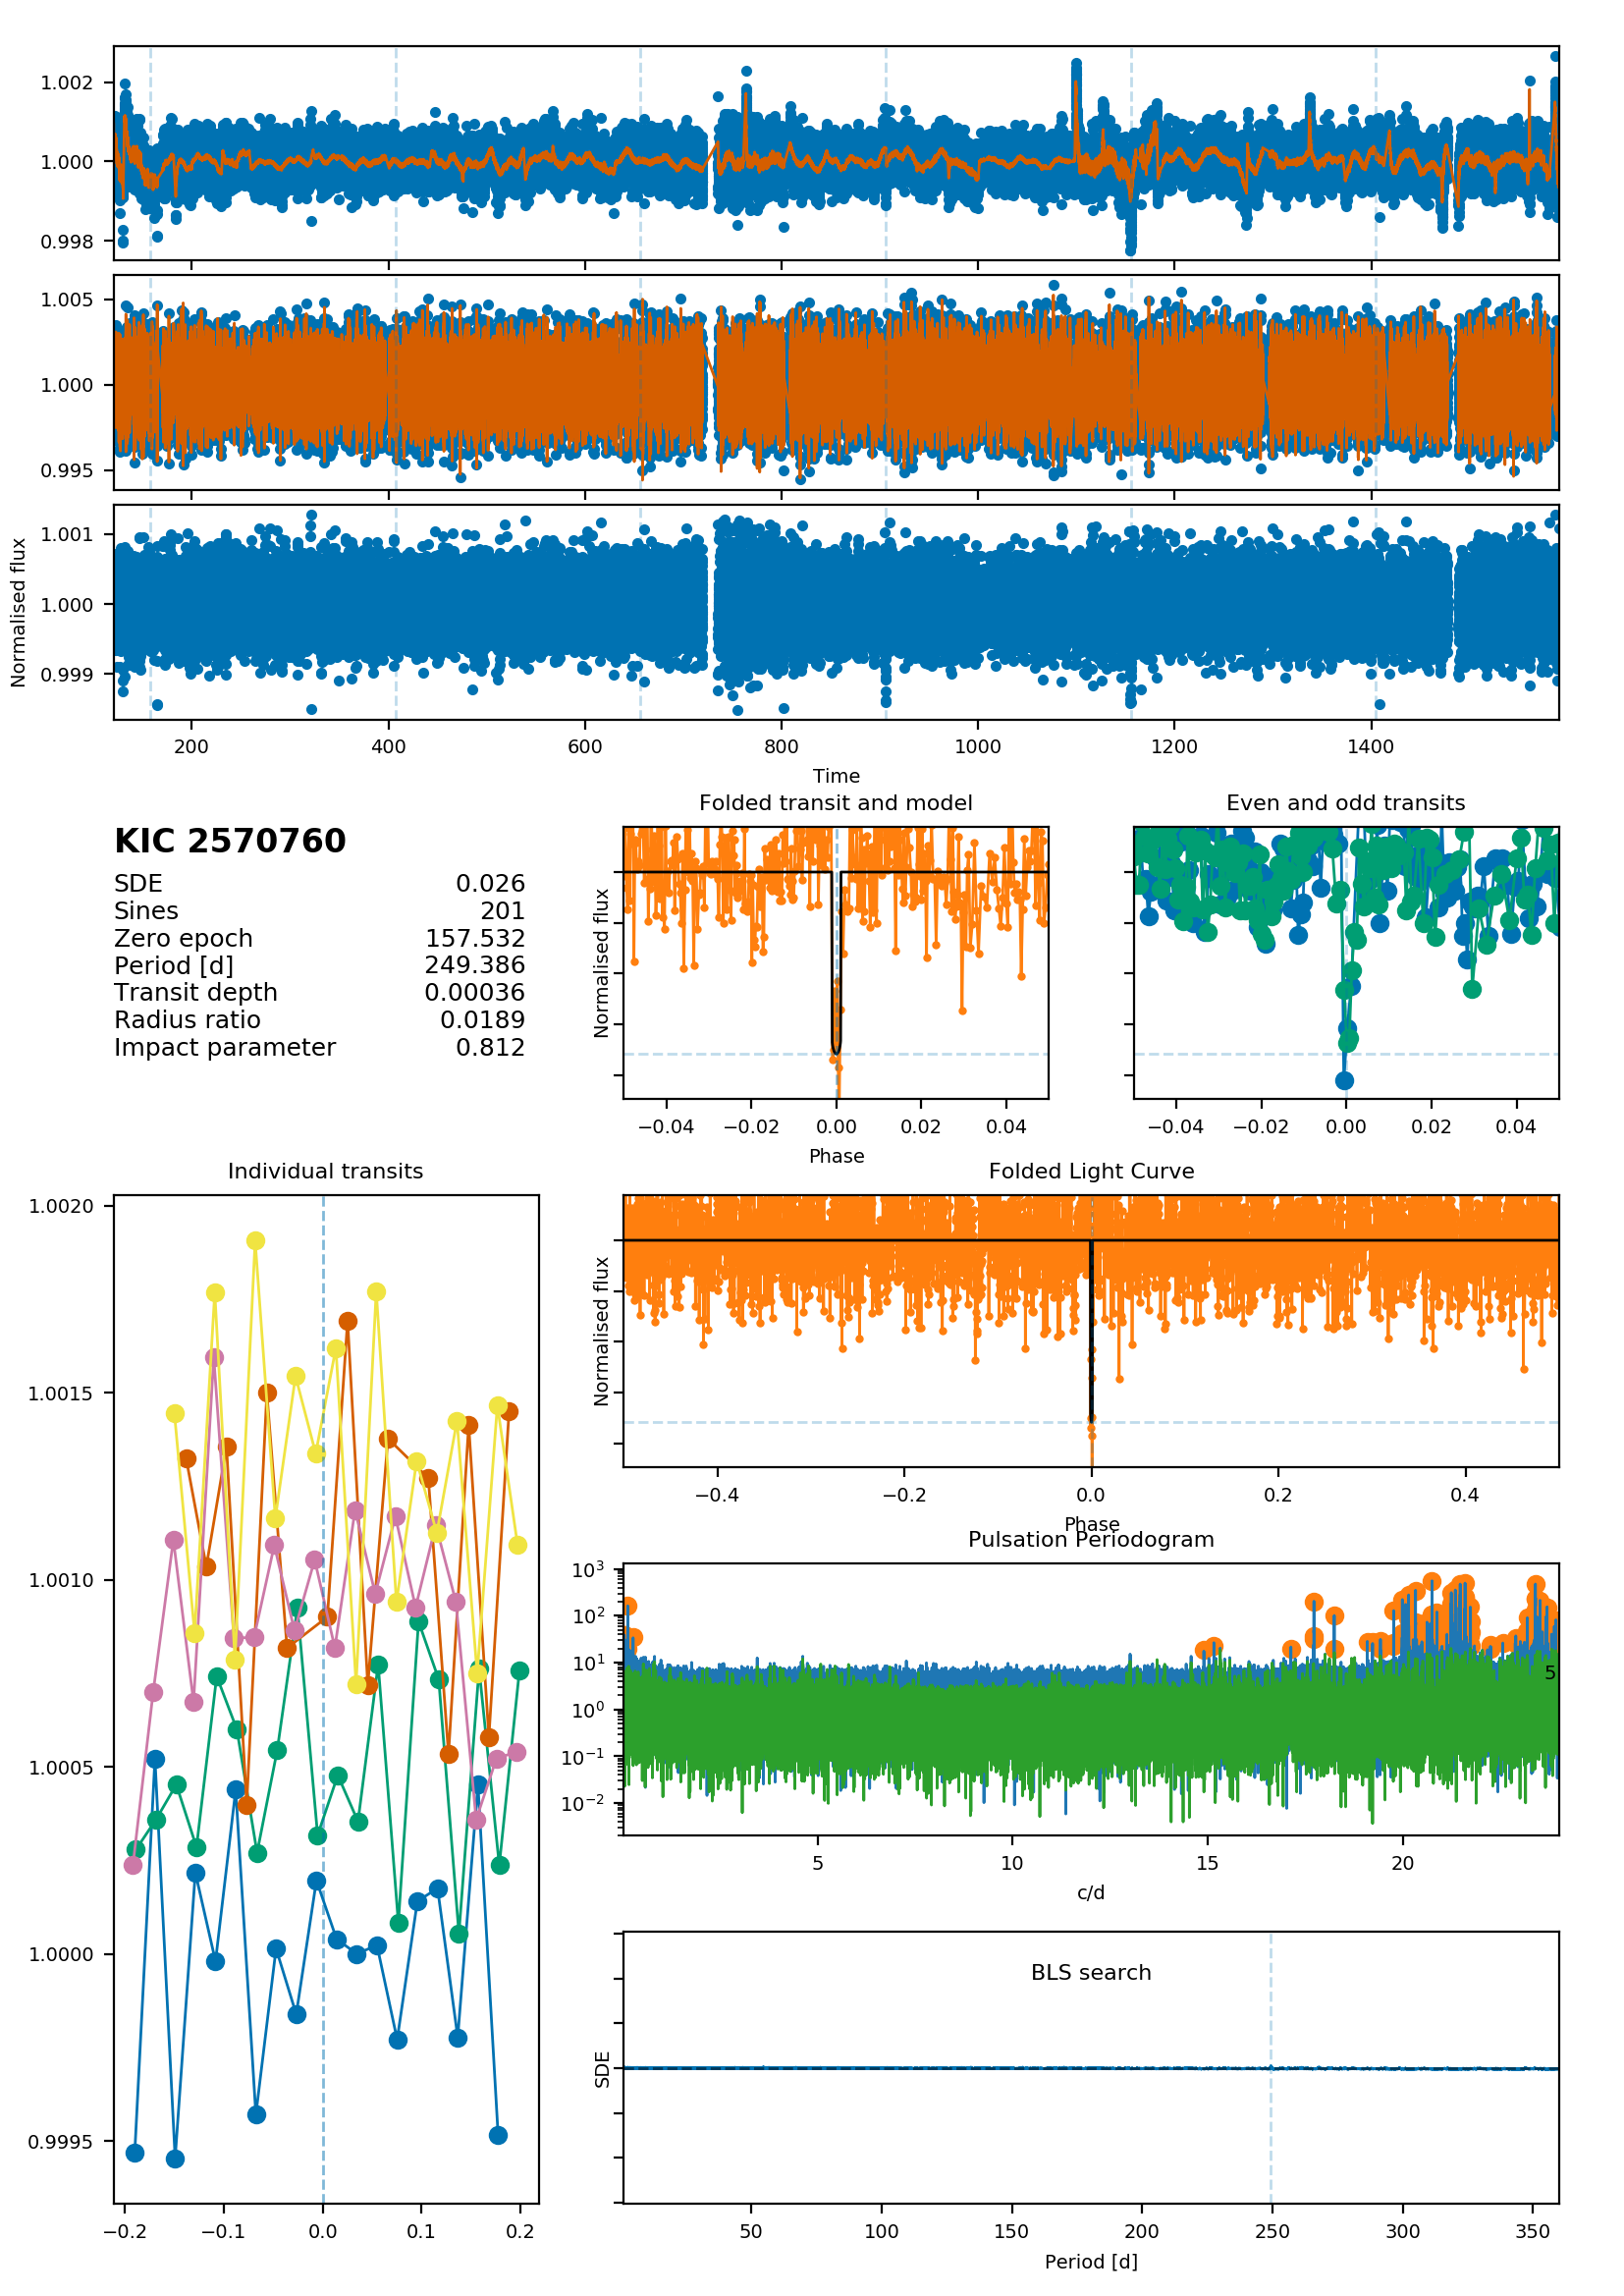 1.002
1.000
0.998
1.005
1.000
0.995
1.001
1.000
0.999
Normalised flux
200 400 600 800 1000 1200 1400
Time
KIC 2570760
SDE 0.026
Sines 201
Zero epoch 157.532
Period [d] 249.386
Transit depth 0.00036
Radius ratio 0.0189
Impact parameter 0.812
Folded transit and model
Normalised flux
−0.04 −0.02 0.00 0.02 0.04
Phase
Even and odd transits
−0.04 −0.02 0.00 0.02 0.04
Individual transits
1.0020
1.0015
1.0010
1.0005
1.0000
0.9995
−0.2 −0.1 0.0 0.1 0.2
Folded Light Curve
Normalised flux
−0.4 −0.2 0.0 0.2 0.4
Phase
Pulsation Periodogram
10³
10²
10¹
10⁰
10⁻¹
10⁻²
5
5 10 15 20
c/d
BLS search
SDE
50 100 150 200 250 300 350
Period [d]